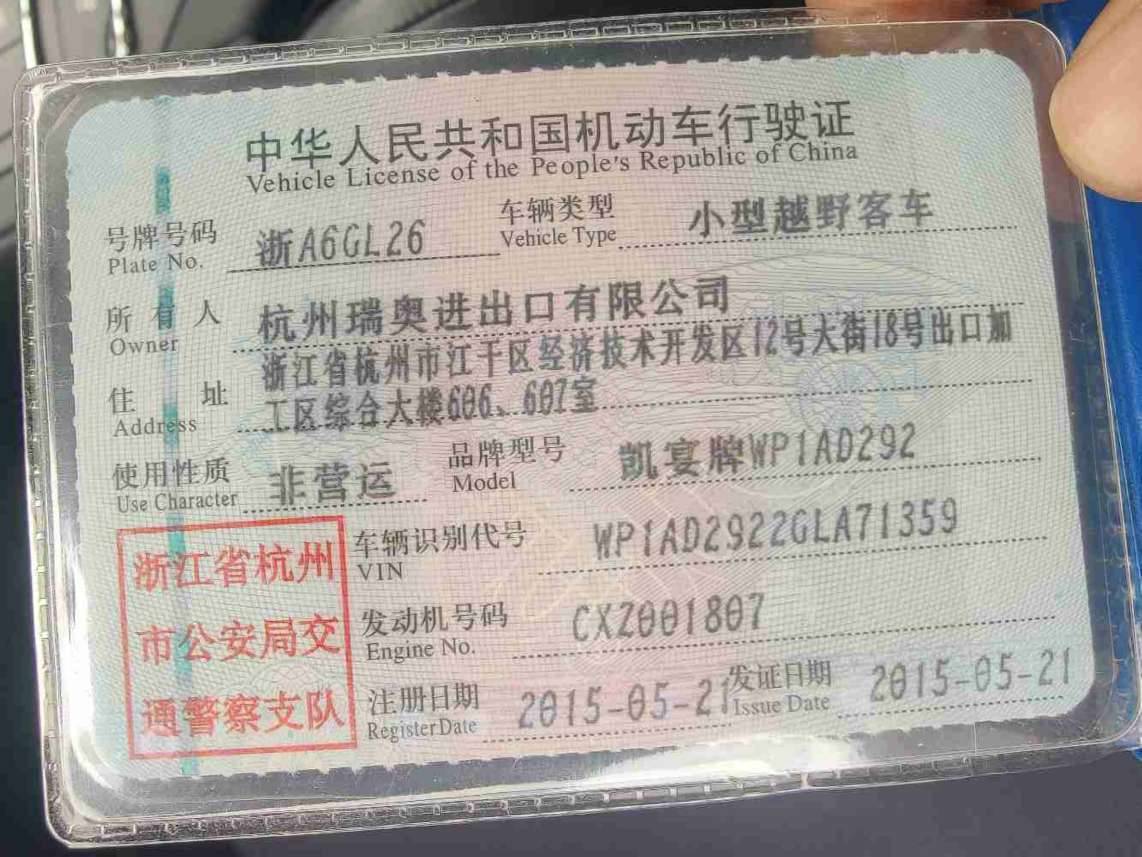 中华人民共和国机动车行驶证
Vehicle License of the People's Republic of China
号牌号码 浙A6GL26 车辆类型 小型越野客车
Plate No. Vehicle Type
所有人 杭州瑞奥进出口有限公司
Owner
住址 浙江省杭州市江干区经济技术开发区12号大街18号出口加
Address 工区综合大楼606、607室
使用性质 非营运 品牌型号 凯宴牌WP1AD292
Use Character Model
浙江省杭州
市公安局交
通警察支队
车辆识别代号 WP1AD2922GLA71359
VIN
发动机号码 CXZ001807
Engine No.
注册日期 2015-05-21 发证日期 2015-05-21
Register Date Issue Date